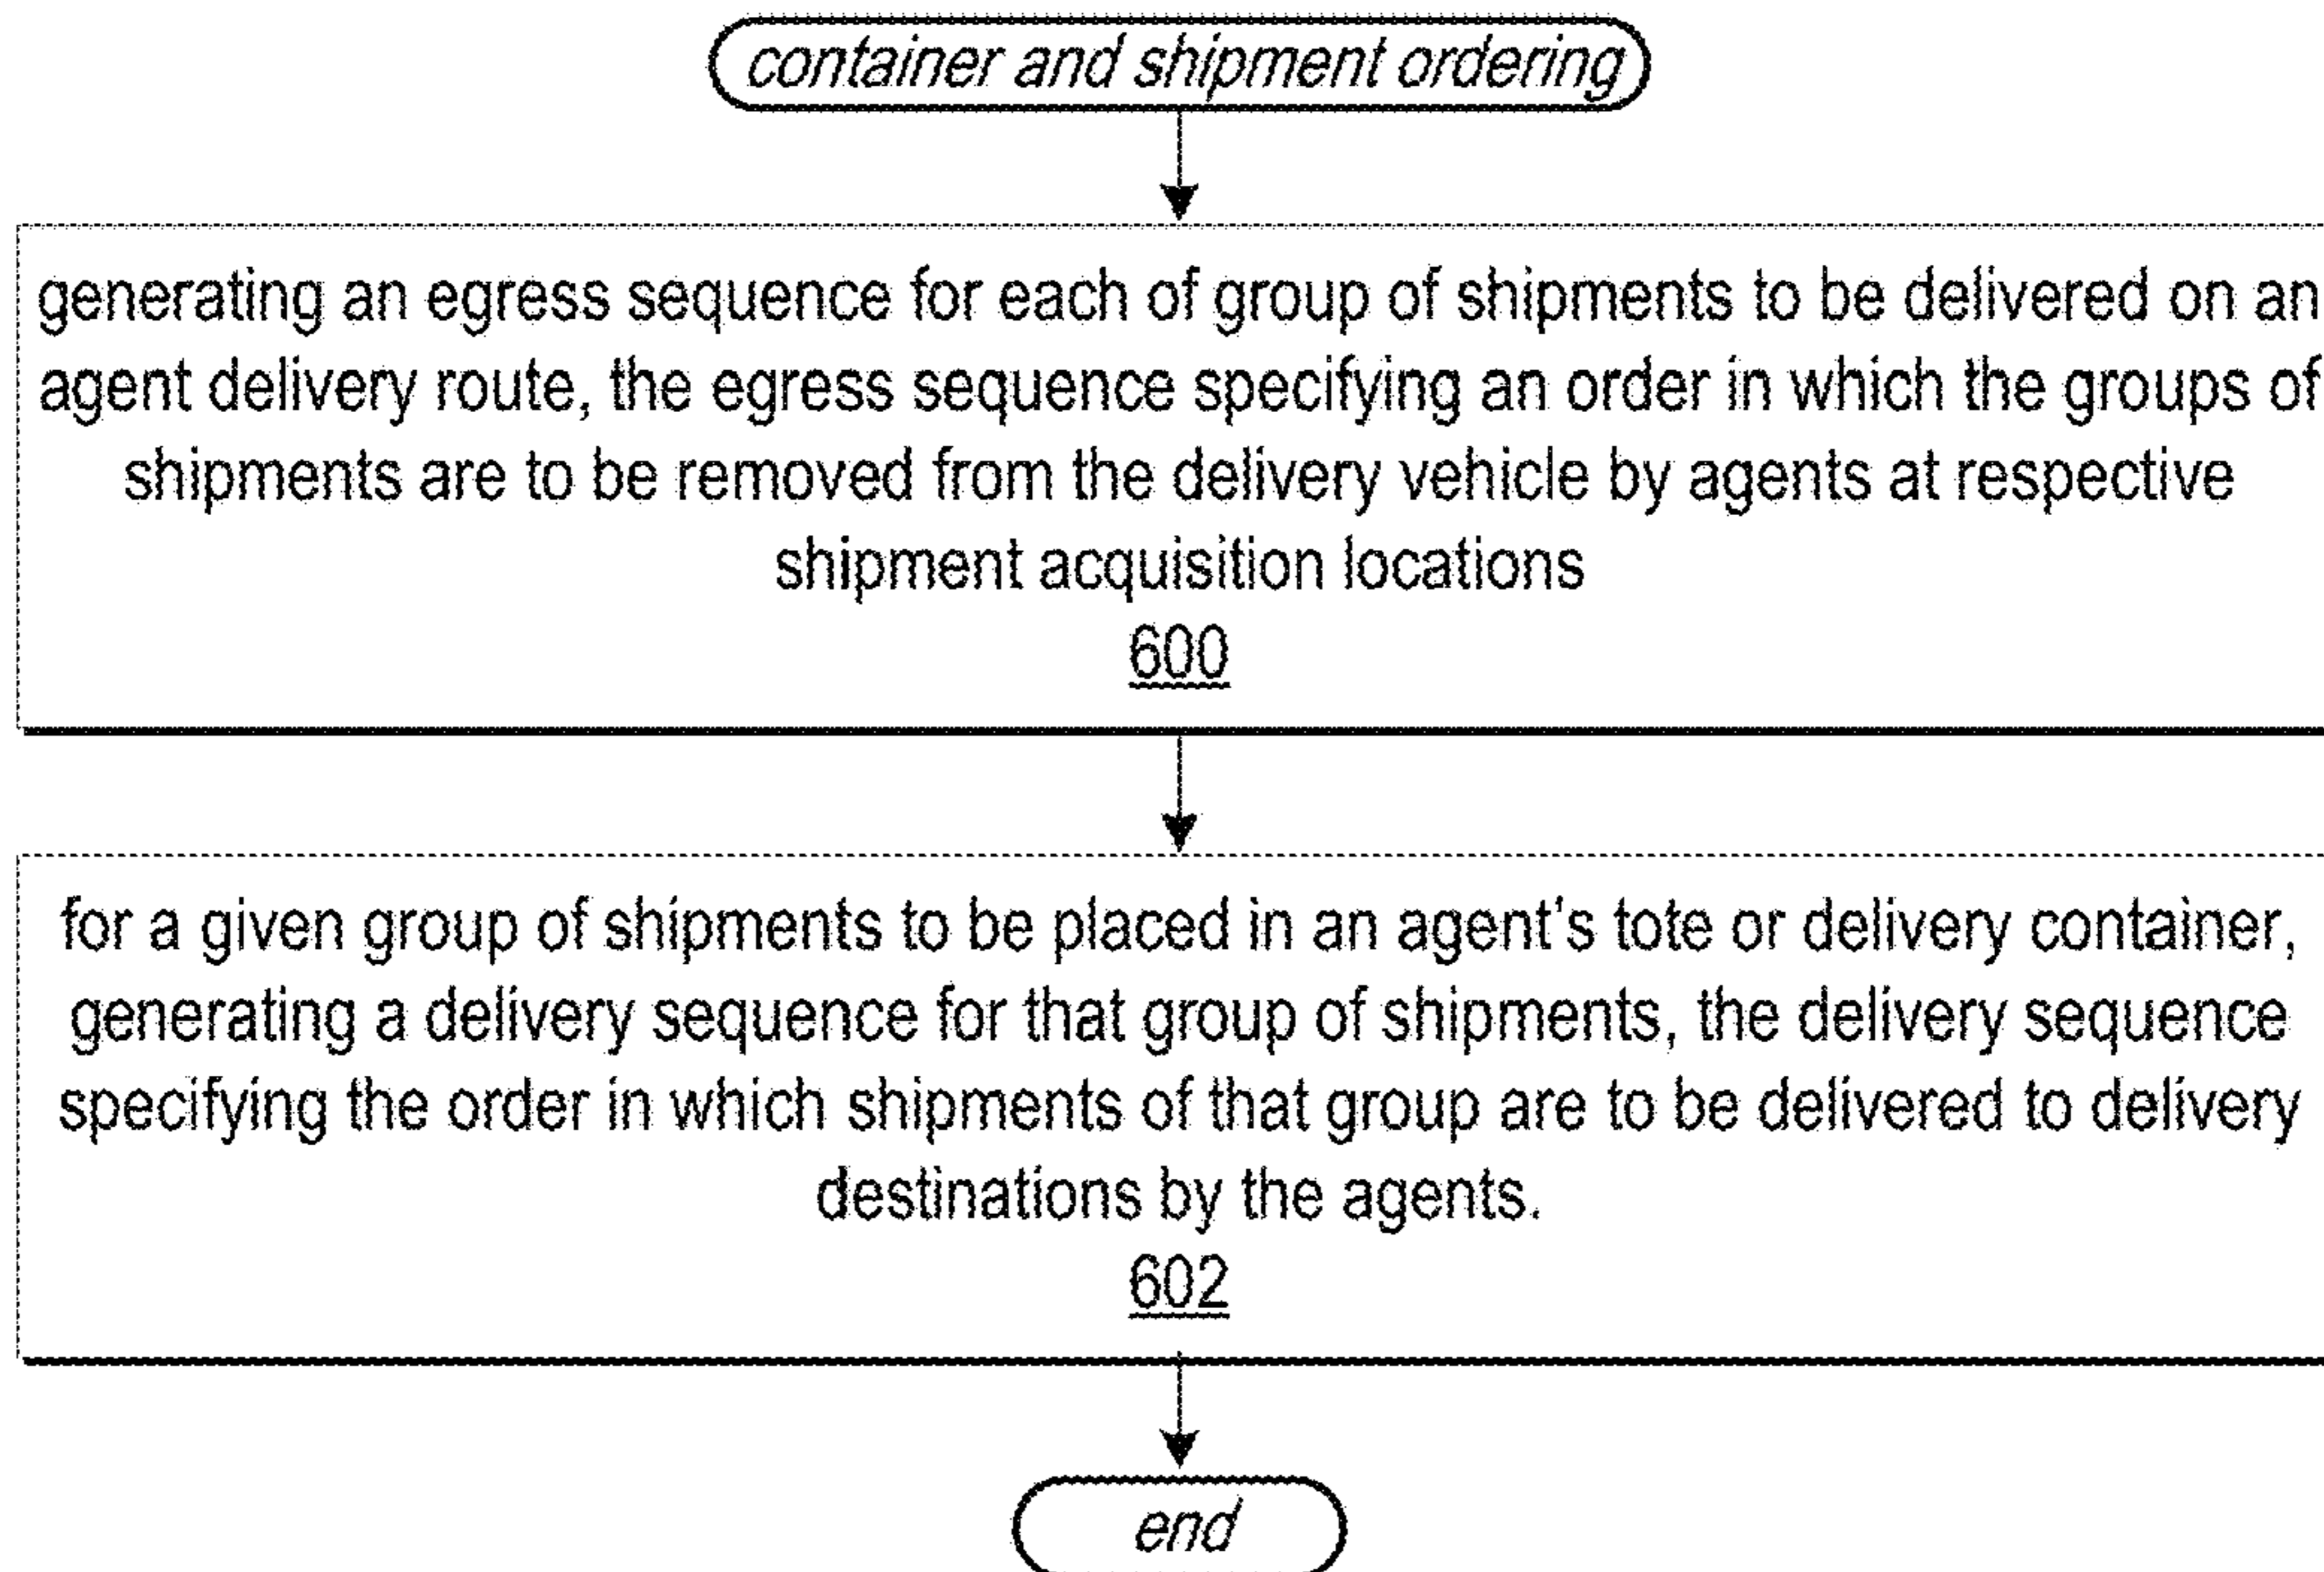 container and shipment ordering
generating an egress sequence for each of group of shipments to be delivered on an
agent delivery route, the egress sequence specifying an order in which the groups of
shipments are to be removed from the delivery vehicle by agents at respective
shipment acquisition locations
600
for a given group of shipments to be placed in an agent's tote or delivery container,
generating a delivery sequence for that group of shipments, the delivery sequence
specifying the order in which shipments of that group are to be delivered to delivery
destinations by the agents.
602
end